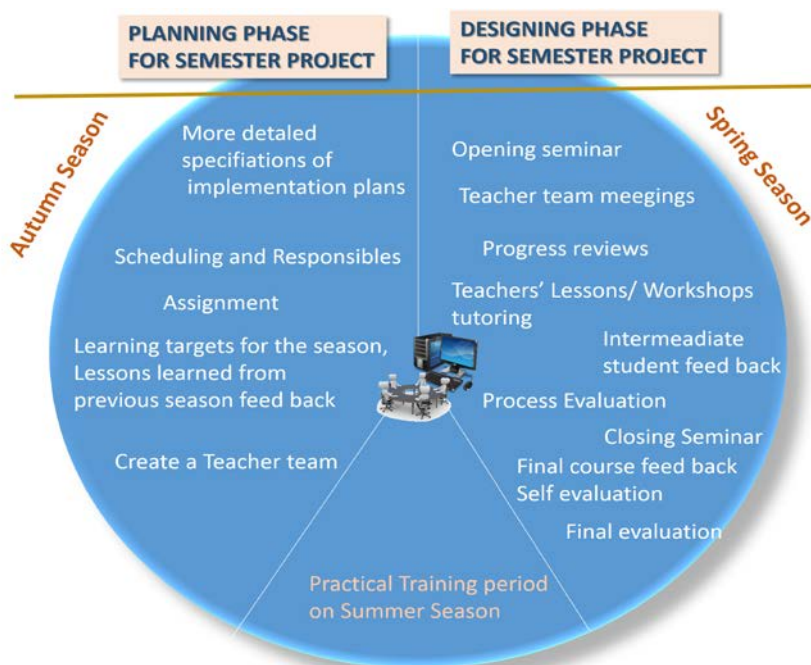 PLANNING PHASE
FOR SEMESTER PROJECT
DESIGNING PHASE
FOR SEMESTER PROJECT
Autumn Season
Spring Season
More detaled
specifiations of
implementation plans
Scheduling and Responsibles
Assignment
Learning targets for the season,
Lessons learned from
previous season feed back
Create a Teacher team
Opening seminar
Teacher team meegings
Progress reviews
Teachers’ Lessons/ Workshops
tutoring
Intermeadiate
student feed back
Process Evaluation
Closing Seminar
Final course feed back
Self evaluation
Final evaluation
Practical Training period
on Summer Season